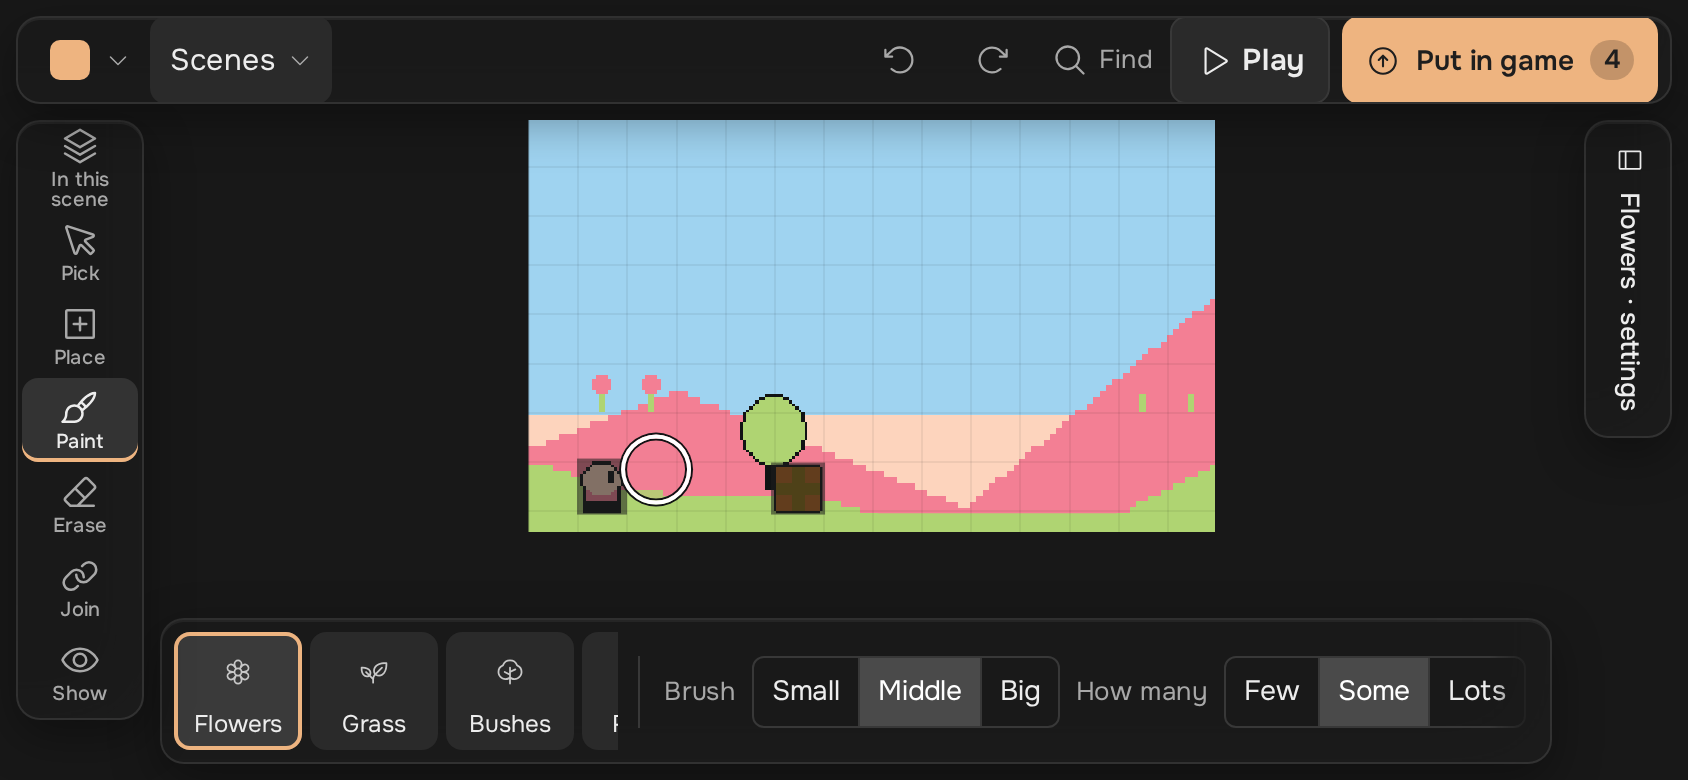 Scenes
Find
Play
Put in game 4
In this
scene
Pick
Place
Paint
Erase
Join
Show
Flowers · settings
Flowers
Grass
Bushes
Brush
Small
Middle
Big
How many
Few
Some
Lots